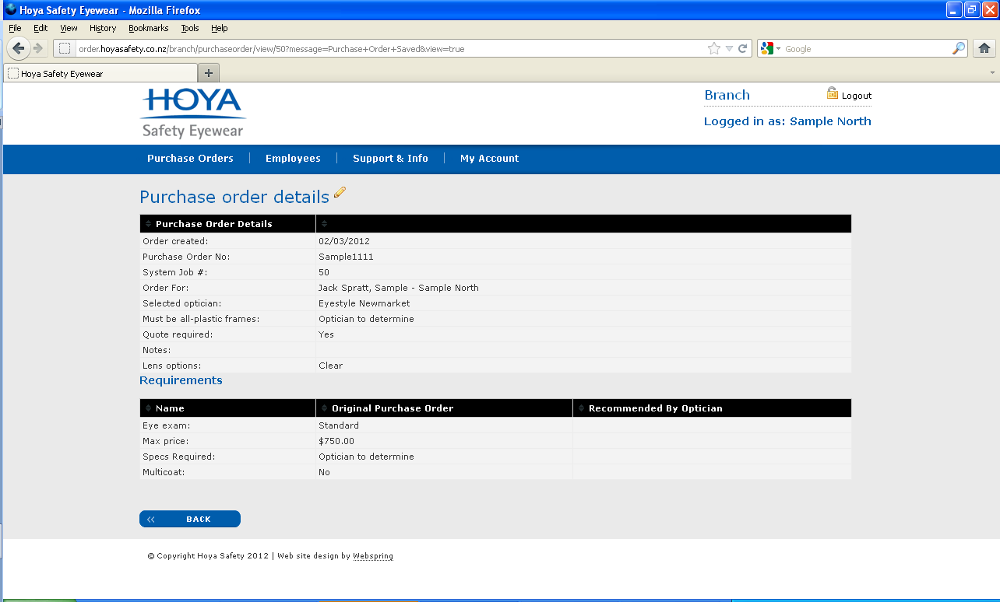 Hoya Safety Eyewear - Mozilla Firefox
File Edit View History Bookmarks Tools Help
order.hoyasafety.co.nz/branch/purchaseorder/view/50?message=Purchase+Order+Saved&view=true
Google
Hoya Safety Eyewear
HOYA
Safety Eyewear
Branch
Logout
Logged in as: Sample North
Purchase Orders Employees Support & Info My Account
Purchase order details
Purchase Order Details
Order created: 02/03/2012
Purchase Order No: Sample1111
System Job #: 50
Order For: Jack Spratt, Sample - Sample North
Selected optician: Eyestyle Newmarket
Must be all-plastic frames: Optician to determine
Quote required: Yes
Notes:
Lens options: Clear
Requirements
Name Original Purchase Order Recommended By Optician
Eye exam: Standard
Max price: $750.00
Specs Required: Optician to determine
Multicoat: No
BACK
© Copyright Hoya Safety 2012 | Web site design by Webspring